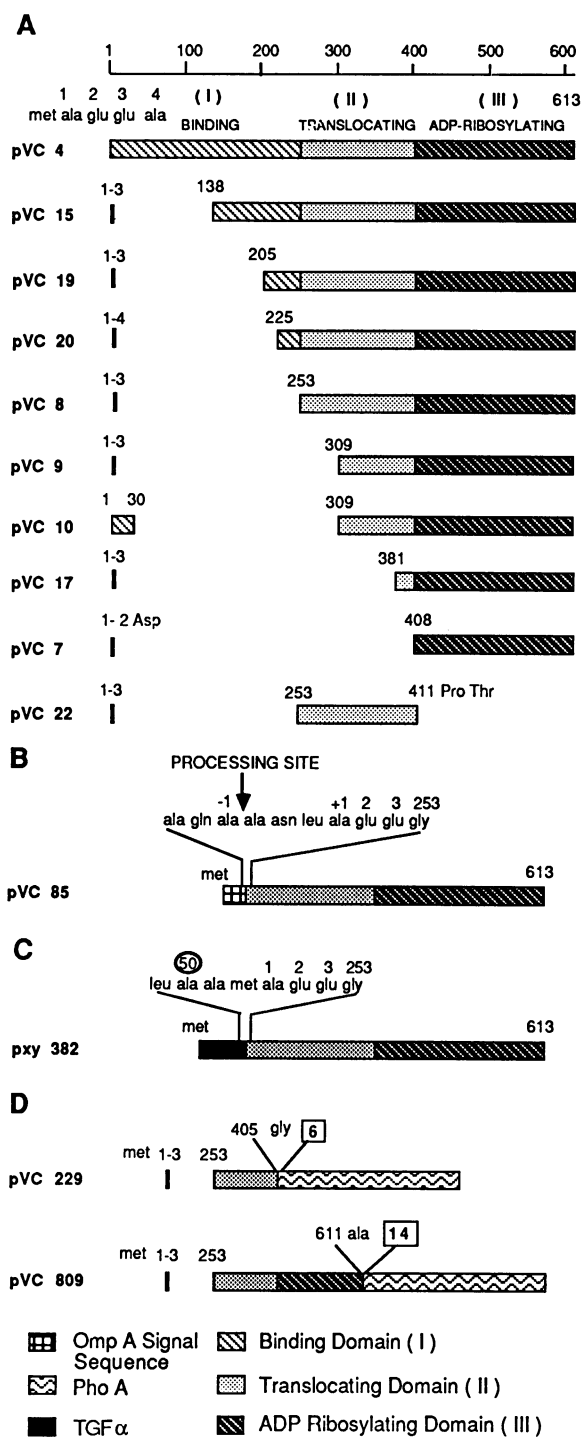 A
1 100 200 300 400 500 600
1 2 3 4 ( I ) ( II ) ( III ) 613
met ala glu glu ala
BINDING TRANSLOCATING ADP-RIBOSYLATING
pVC 4
1-3 138
pVC 15
1-3 205
pVC 19
1-4 225
pVC 20
1-3 253
pVC 8
1-3 309
pVC 9
1 30 309
pVC 10
1-3 381
pVC 17
1- 2 Asp 408
pVC 7
1-3 253 411 Pro Thr
pVC 22
B
PROCESSING SITE
-1 +1 2 3 253
ala gln ala ala asn leu ala glu glu gly
met 613
pVC 85
C
50 1 2 3 253
leu ala ala met ala glu glu gly
met 613
pxy 382
D
405 gly 6
met 1-3 253
pVC 229
611 ala 14
met 1-3 253
pVC 809
Omp A Signal Sequence
Binding Domain ( I )
Pho A
Translocating Domain ( II )
TGFα
ADP Ribosylating Domain ( III )